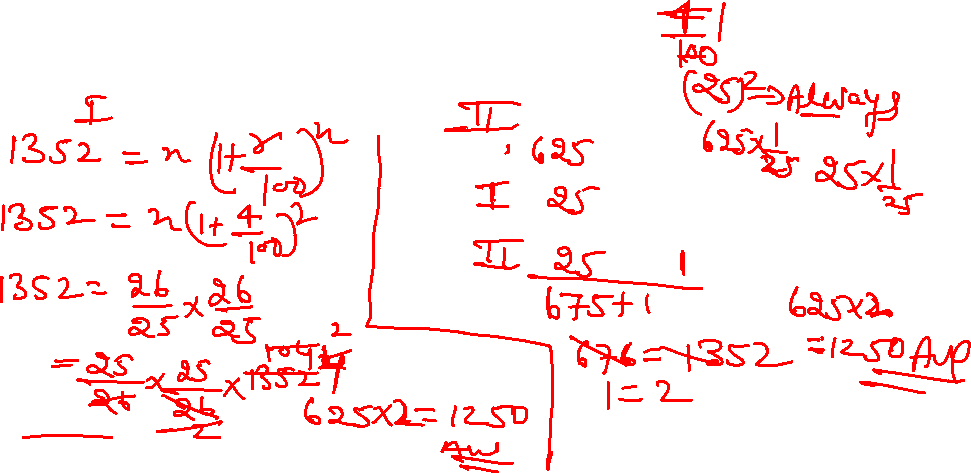 4/100 1
(25)² ⇒ Always
625×1/25 25×1/25
I
1352 = x(1+r/100)^n
1352 = x(1+4/100)²
1352 = 26/25 × 26/25
= 25/26 × 25/26 × 1352
2
625×2 = 1250
II
625
I 25
II 25 1
675+1
676 = 1352
1 = 2
625×2
= 1250